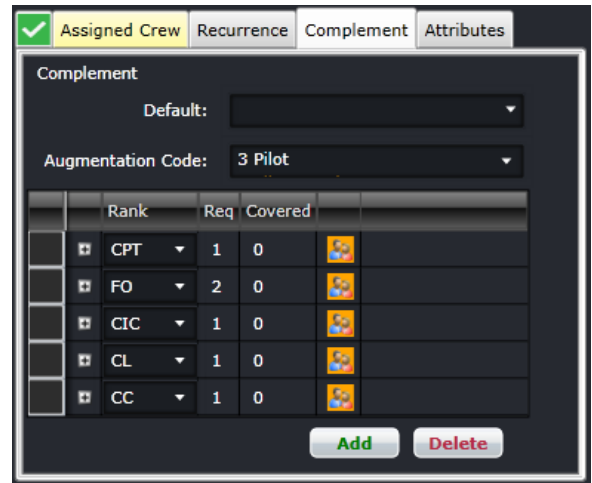 Assigned Crew Recurrence Complement Attributes
Complement
Default:
Augmentation Code: 3 Pilot
Rank Req Covered
CPT 1 0
FO 2 0
CIC 1 0
CL 1 0
CC 1 0
Add Delete